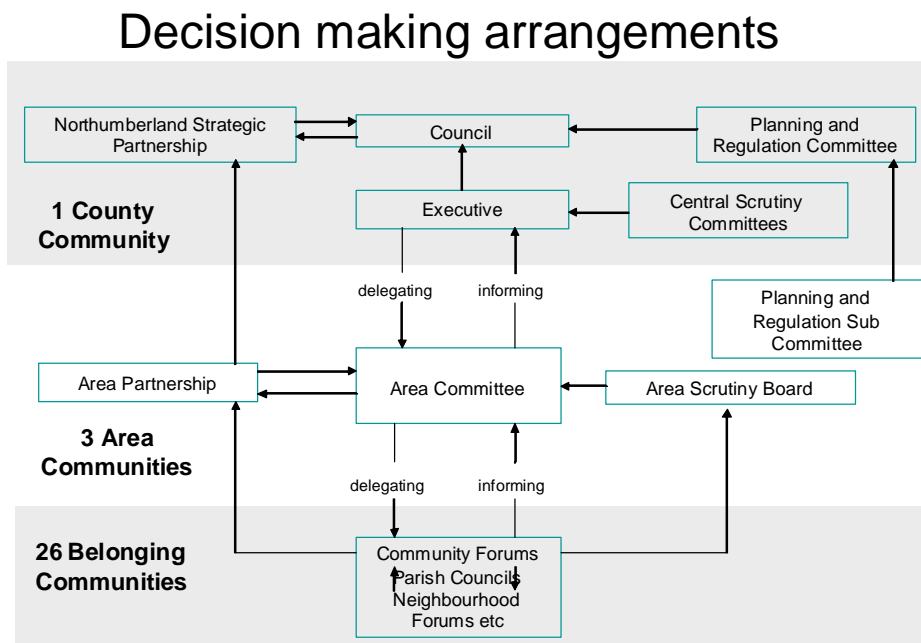 Decision making arrangements
Northumberland Strategic
Partnership
Council
Planning and
Regulation Committee
1 County
Community
Executive
Central Scrutiny
Committees
delegating
informing
Planning and
Regulation Sub
Committee
Area Partnership
Area Committee
Area Scrutiny Board
3 Area
Communities
delegating
informing
26 Belonging
Communities
Community Forums
Parish Councils
Neighbourhood
Forums etc